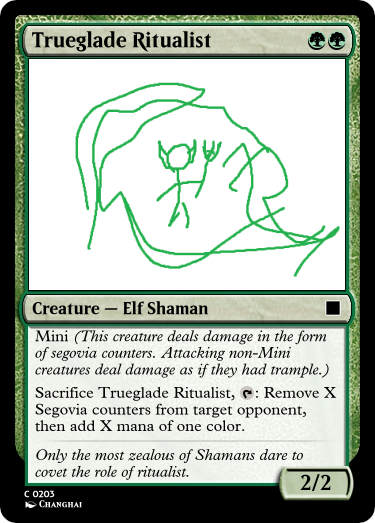 Trueglade Ritualist
Creature — Elf Shaman
Mini (This creature deals damage in the form
of segovia counters. Attacking non-Mini
creatures deal damage as if they had trample.)
Sacrifice Trueglade Ritualist, : Remove X
Segovia counters from target opponent,
then add X mana of one color.
Only the most zealous of Shamans dare to
covet the role of ritualist.
2/2
C 0203
Changhai